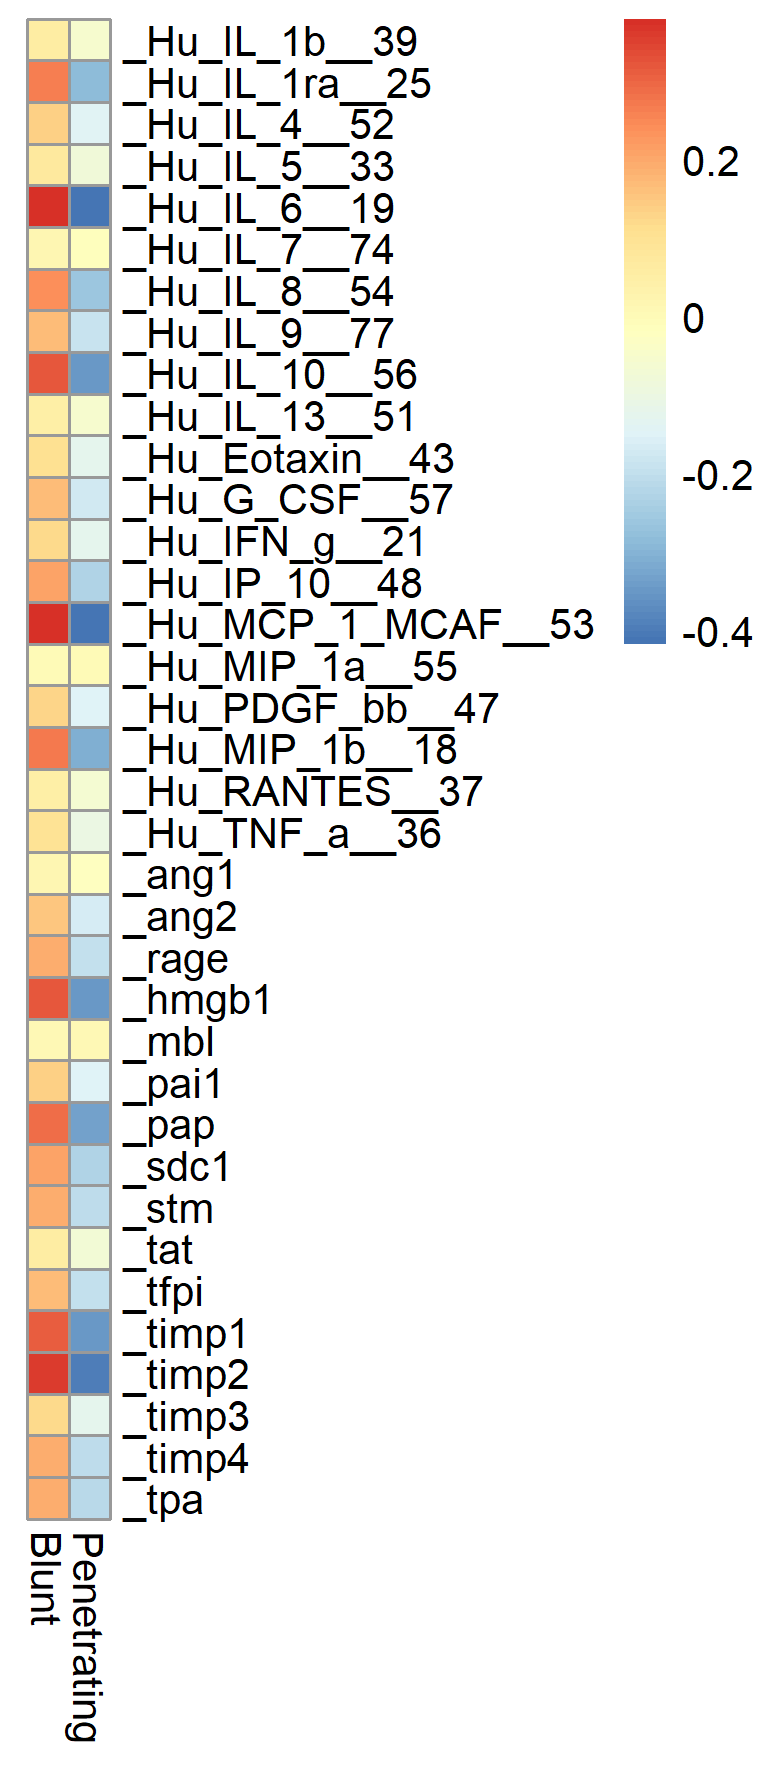 _Hu_IL_1b__39
_Hu_IL_1ra__25
_Hu_IL_4__52
_Hu_IL_5__33
_Hu_IL_6__19
_Hu_IL_7__74
_Hu_IL_8__54
_Hu_IL_9__77
_Hu_IL_10__56
_Hu_IL_13__51
_Hu_Eotaxin__43
_Hu_G_CSF__57
_Hu_IFN_g__21
_Hu_IP_10__48
_Hu_MCP_1_MCAF__53
_Hu_MIP_1a__55
_Hu_PDGF_bb__47
_Hu_MIP_1b__18
_Hu_RANTES__37
_Hu_TNF_a__36
_ang1
_ang2
_rage
_hmgb1
_mbl
_pai1
_pap
_sdc1
_stm
_tat
_tfpi
_timp1
_timp2
_timp3
_timp4
_tpa
Blunt
Penetrating
0.2
0
-0.2
-0.4